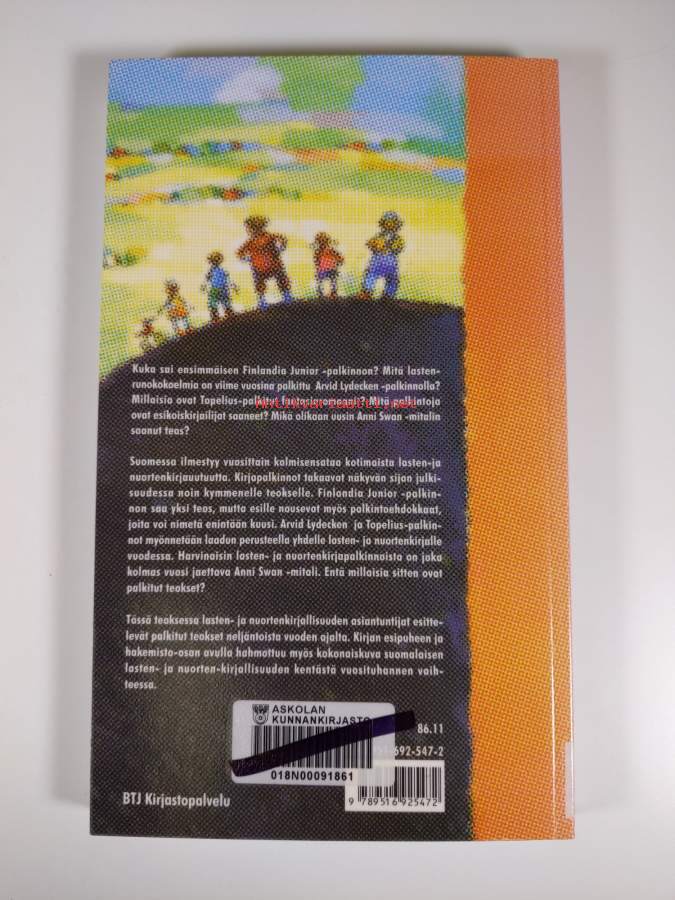 Kuka sai ensimmäisen Finlandia Junior -palkinnon? Mitä lasten-
runokokoelmia on viime vuosina palkittu Arvid Lydecken -palkinnolla?
Millaisia ovat Topelius-palkitut fantasiaromaanit? Mitä palkintoja
Antikvariaatti.net
ovat esikoiskirjailijat saaneet? Mikä olikaan uusin Anni Swan -mitalin
saanut teos?
Suomessa ilmestyy vuosittain kolmisensataa kotimaista lasten- ja
nuortenkirjauutuutta. Kirjapalkinnot takaavat näkyvän sijan julki-
suudessa noin kymmenelle teokselle. Finlandia Junior -palkin-
non saa yksi teos, mutta esille nousevat myös palkintoehdokkaat,
joita voi nimetä enintään kuusi. Arvid Lydecken ja Topelius-palkin-
not myönnetään laadun perusteella yhdelle lasten- ja nuortenkirjalle
vuodessa. Harvinaisin lasten- ja nuortenkirjapalkinnoista on joka
kolmas vuosi jaettava Anni Swan -mitali. Entä millaisia sitten ovat
palkitut teokset?
Tässä teoksessa lasten- ja nuortenkirjallisuuden asiantuntijat esitte-
levät palkitut teokset neljäntoista vuoden ajalta. Kirjan esipuheen ja
hakemisto-osan avulla hahmottuu myös kokonaiskuva suomalaisen
lasten- ja nuorten-kirjallisuuden kentästä vuosituhannen vaih-
teessa.
ASKOLAN
KUNNANKIRJASTO
86.11
692-547-2
018N00091861
BTJ Kirjastopalvelu
9 789516 925472